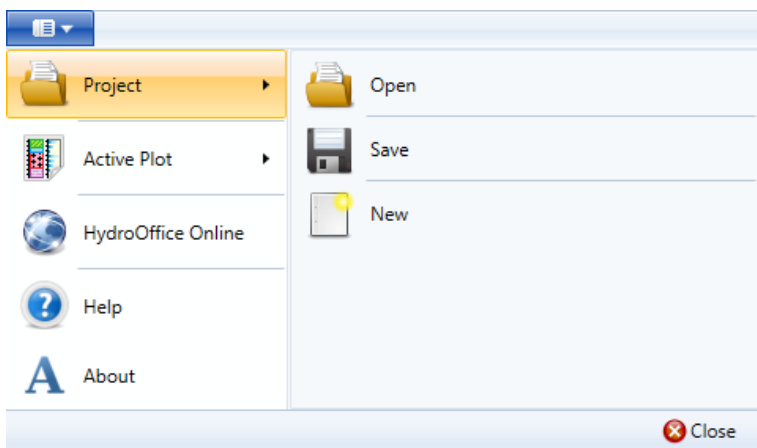 Project
Active Plot
HydroOffice Online
Help
About
Open
Save
New
Close